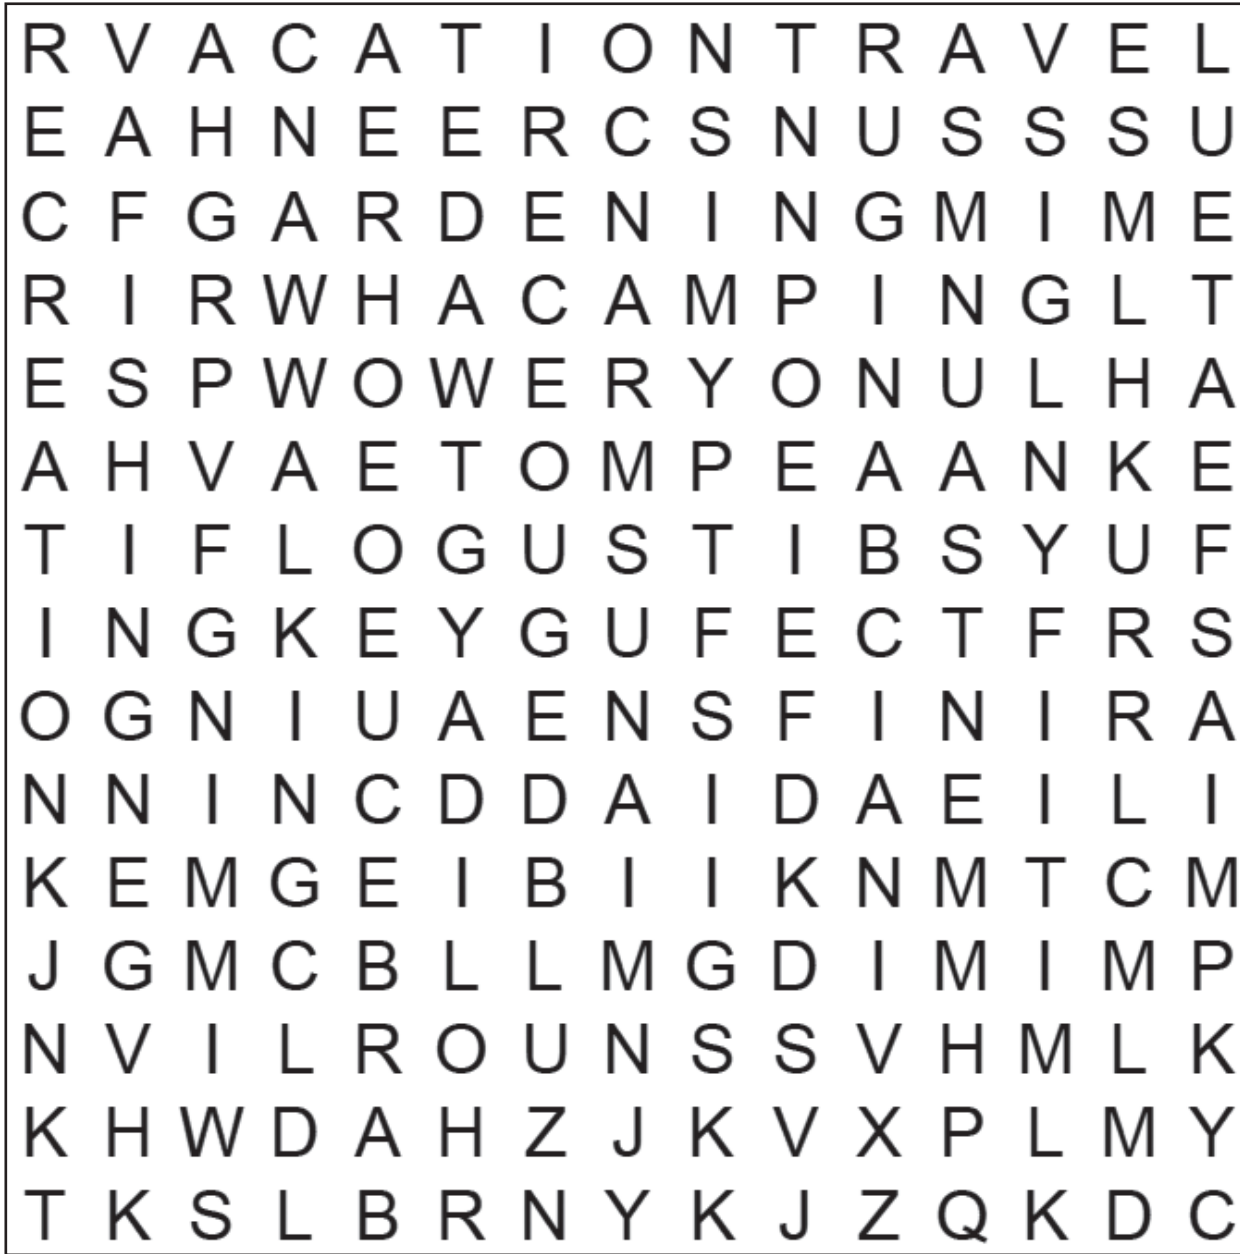 R V A C A T I O N T R A V E L
E A H N E E R C S N U S S S U
C F G A R D E N I N G M I M E
R I R W H A C A M P I N G L T
E S P W O W E R Y O N U L H A
A H V A E T O M P E A A N K E
T I F L O G U S T I B S Y U F
I N G K E Y G U F E C T F R S
O G N I U A E N S F I N I R A
N N I N C D D A I D A E I L I
K E M G E I B I I K N M T C M
J G M C B L L M G D I M I M P
N V I L R O U N S S V H M L K
K H W D A H Z J K V X P L M Y
T K S L B R N Y K J Z Q K D C